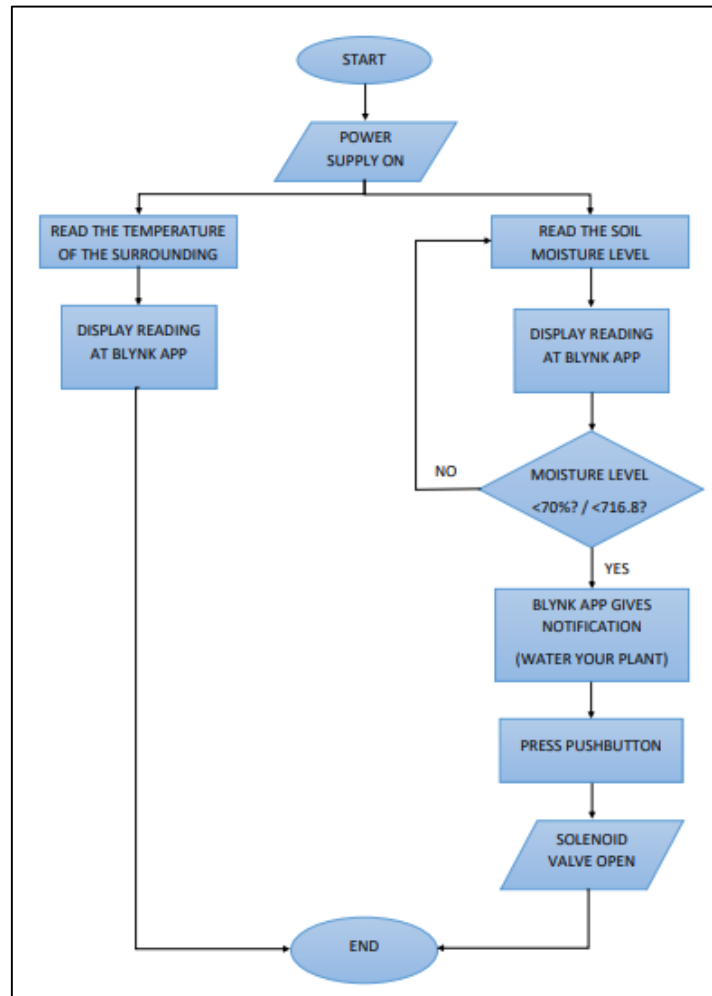 START
POWER
SUPPLY ON
READ THE TEMPERATURE
OF THE SURROUNDING
DISPLAY READING
AT BLYNK APP
READ THE SOIL
MOISTURE LEVEL
DISPLAY READING
AT BLYNK APP
NO
MOISTURE LEVEL
<70%? / <716.8?
YES
BLYNK APP GIVES
NOTIFICATION
(WATER YOUR PLANT)
PRESS PUSHBUTTON
SOLENOID
VALVE OPEN
END